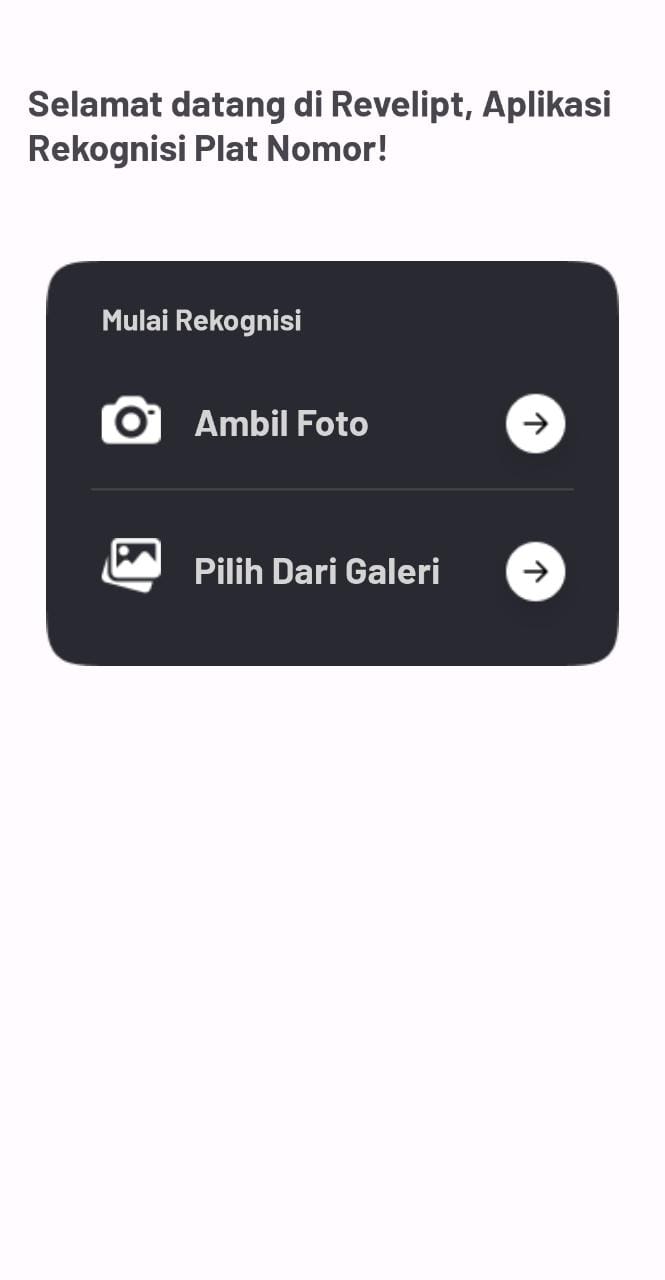 Selamat datang di Revelipt, Aplikasi
Rekognisi Plat Nomor!
Mulai Rekognisi
Ambil Foto
Pilih Dari Galeri